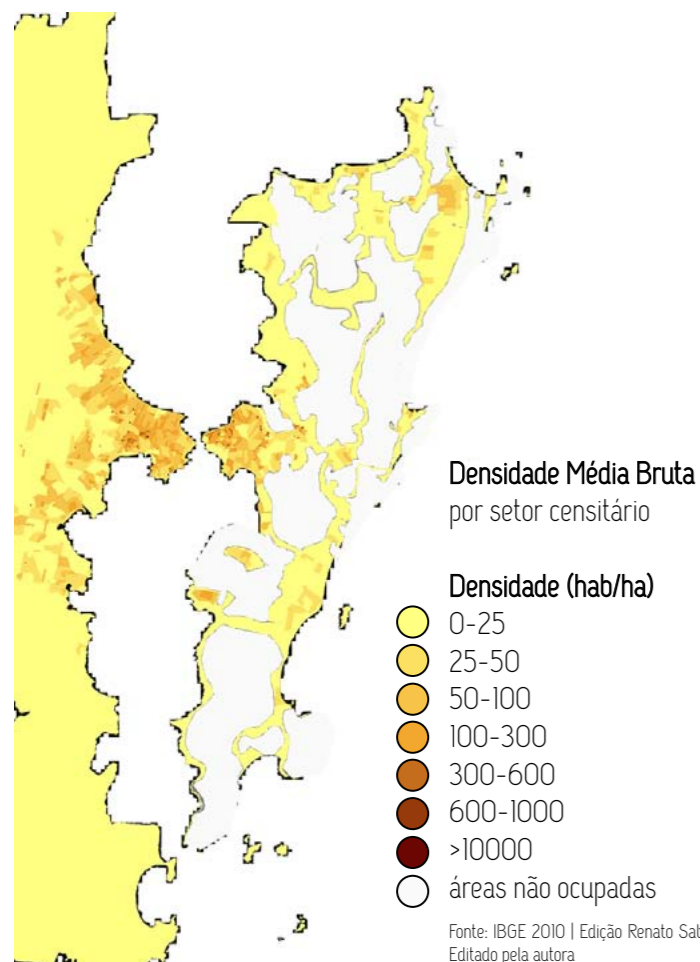 Densidade Média Bruta
por setor censitário
Densidade (hab/ha)
0-25
25-50
50-100
100-300
300-600
600-1000
>10000
áreas não ocupadas
Fonte: IBGE 2010 | Edição Renato
Editado pela autora